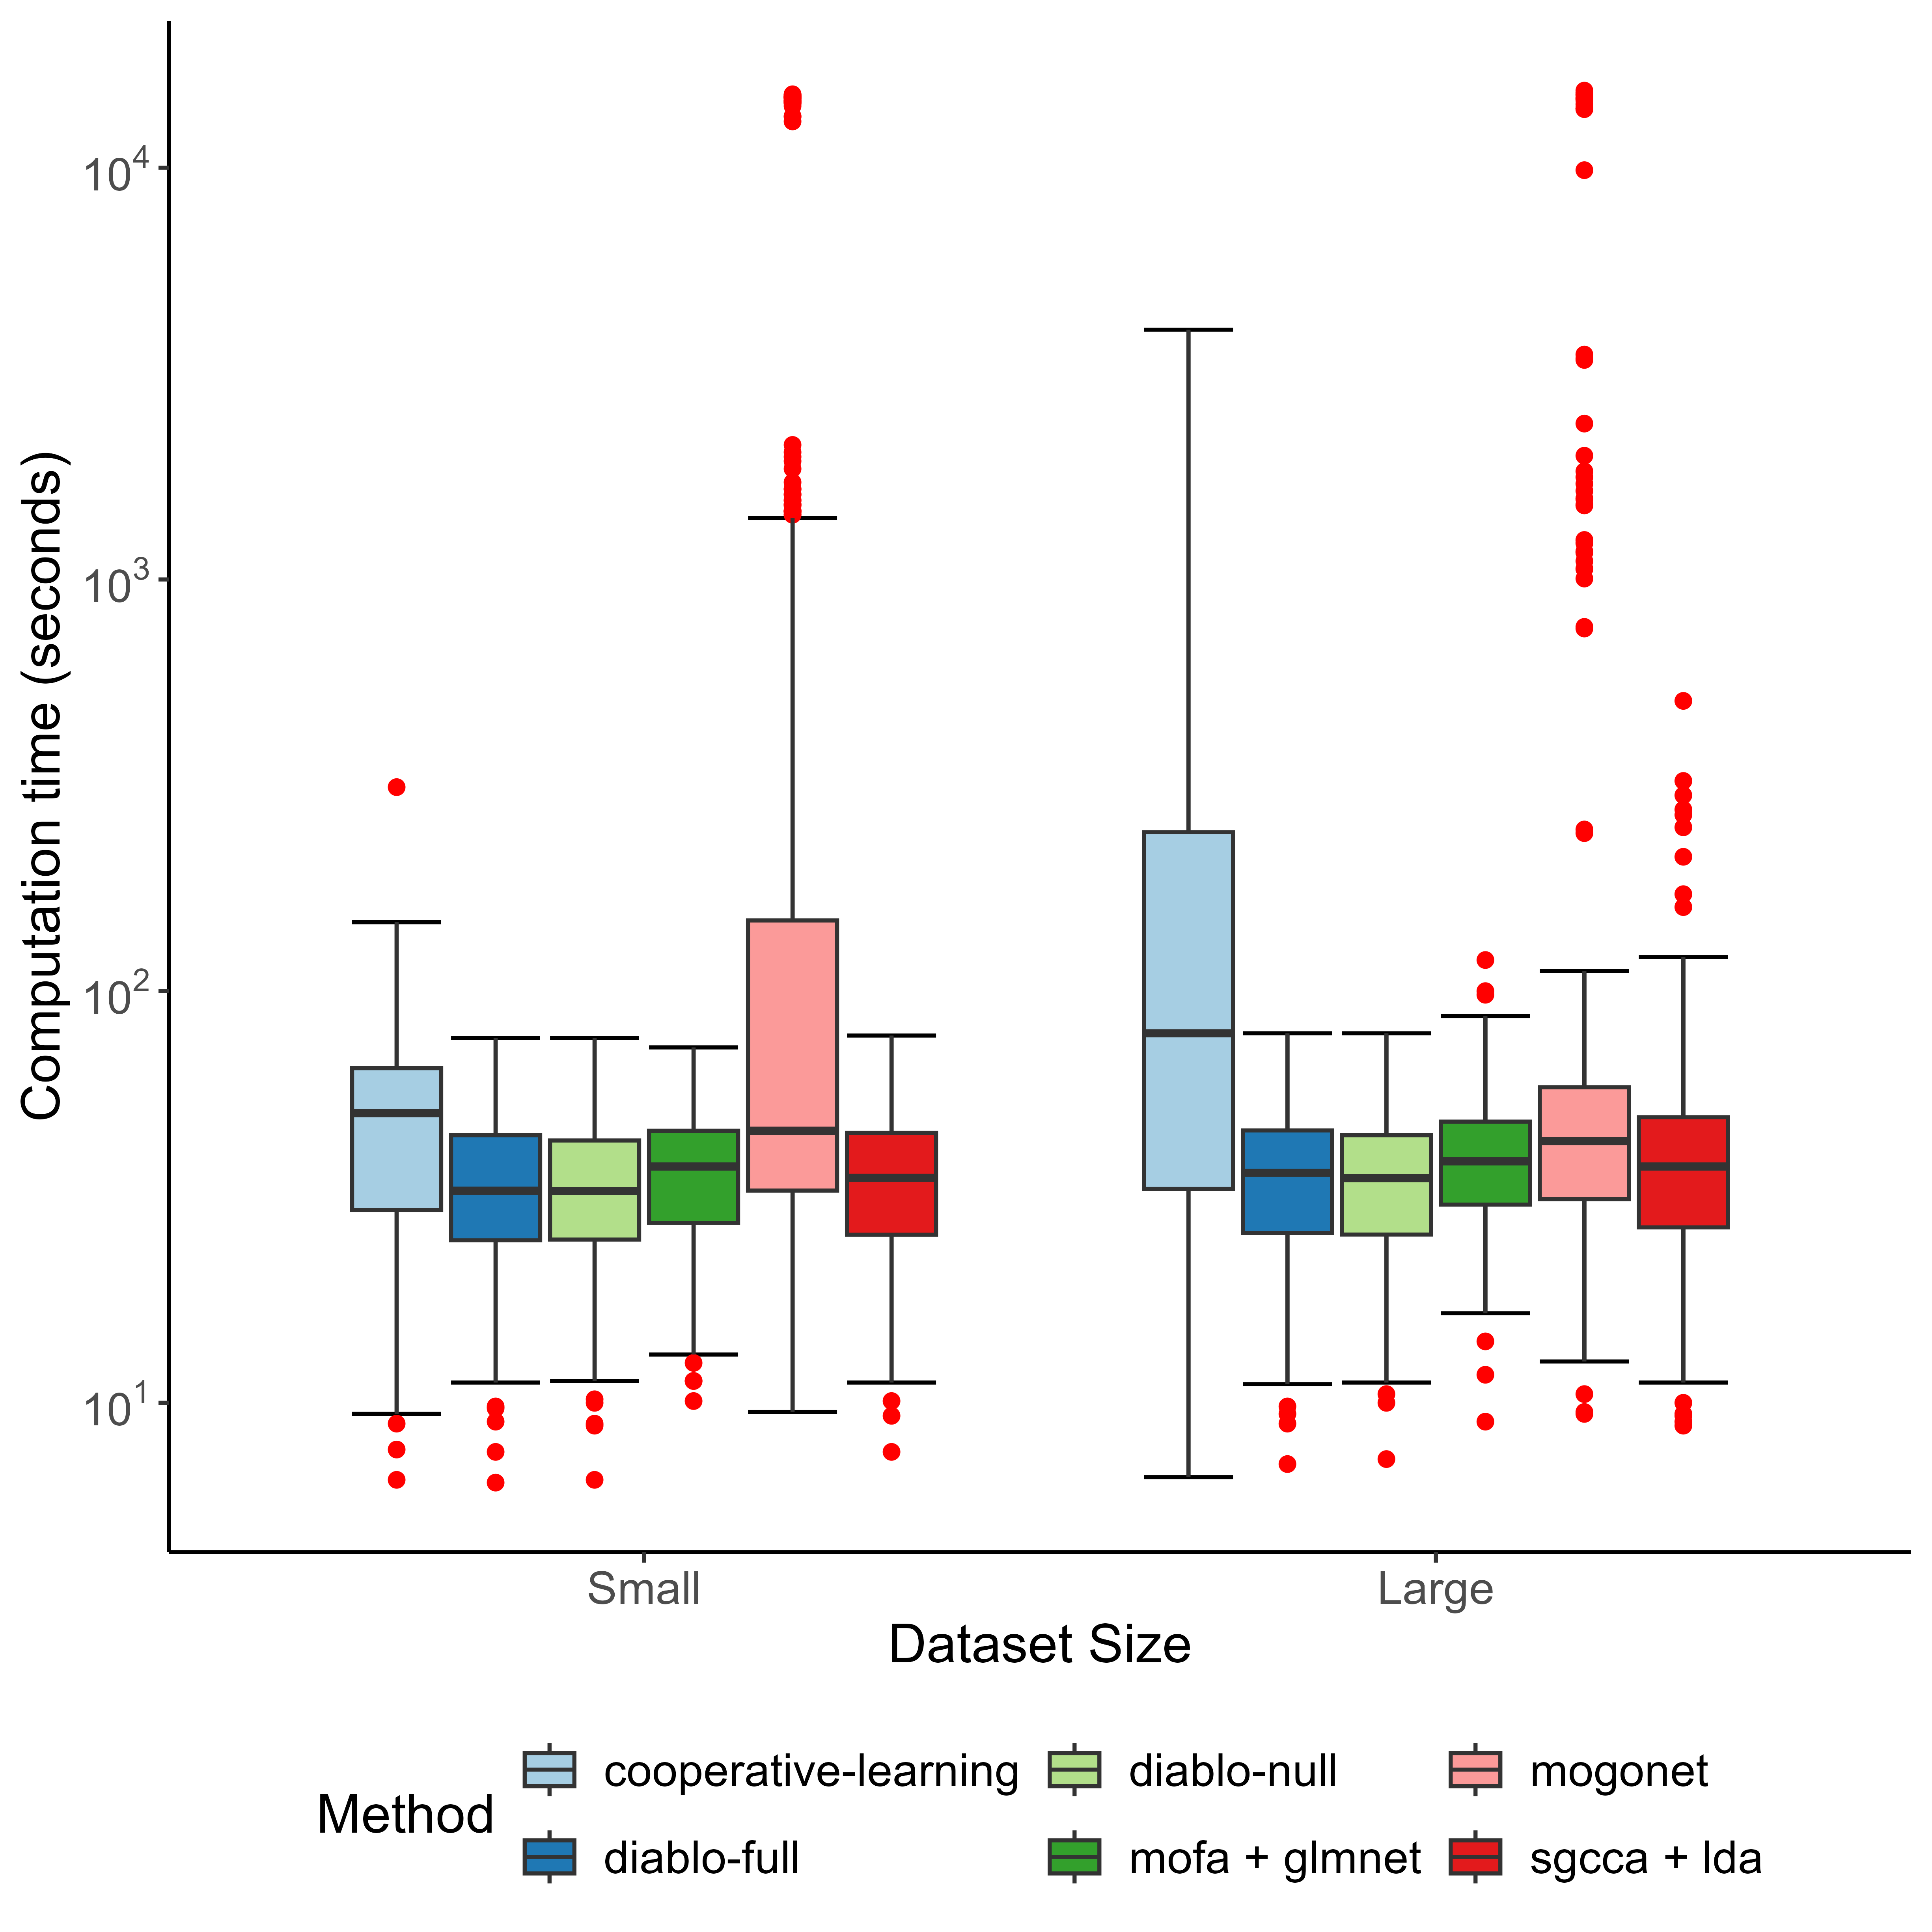 Computation time (seconds)
10^4
10^3
10^2
10^1
Small Large
Dataset Size
Method
cooperative-learning diablo-null mogonet
diablo-full mofa + glmnet sgcca + lda